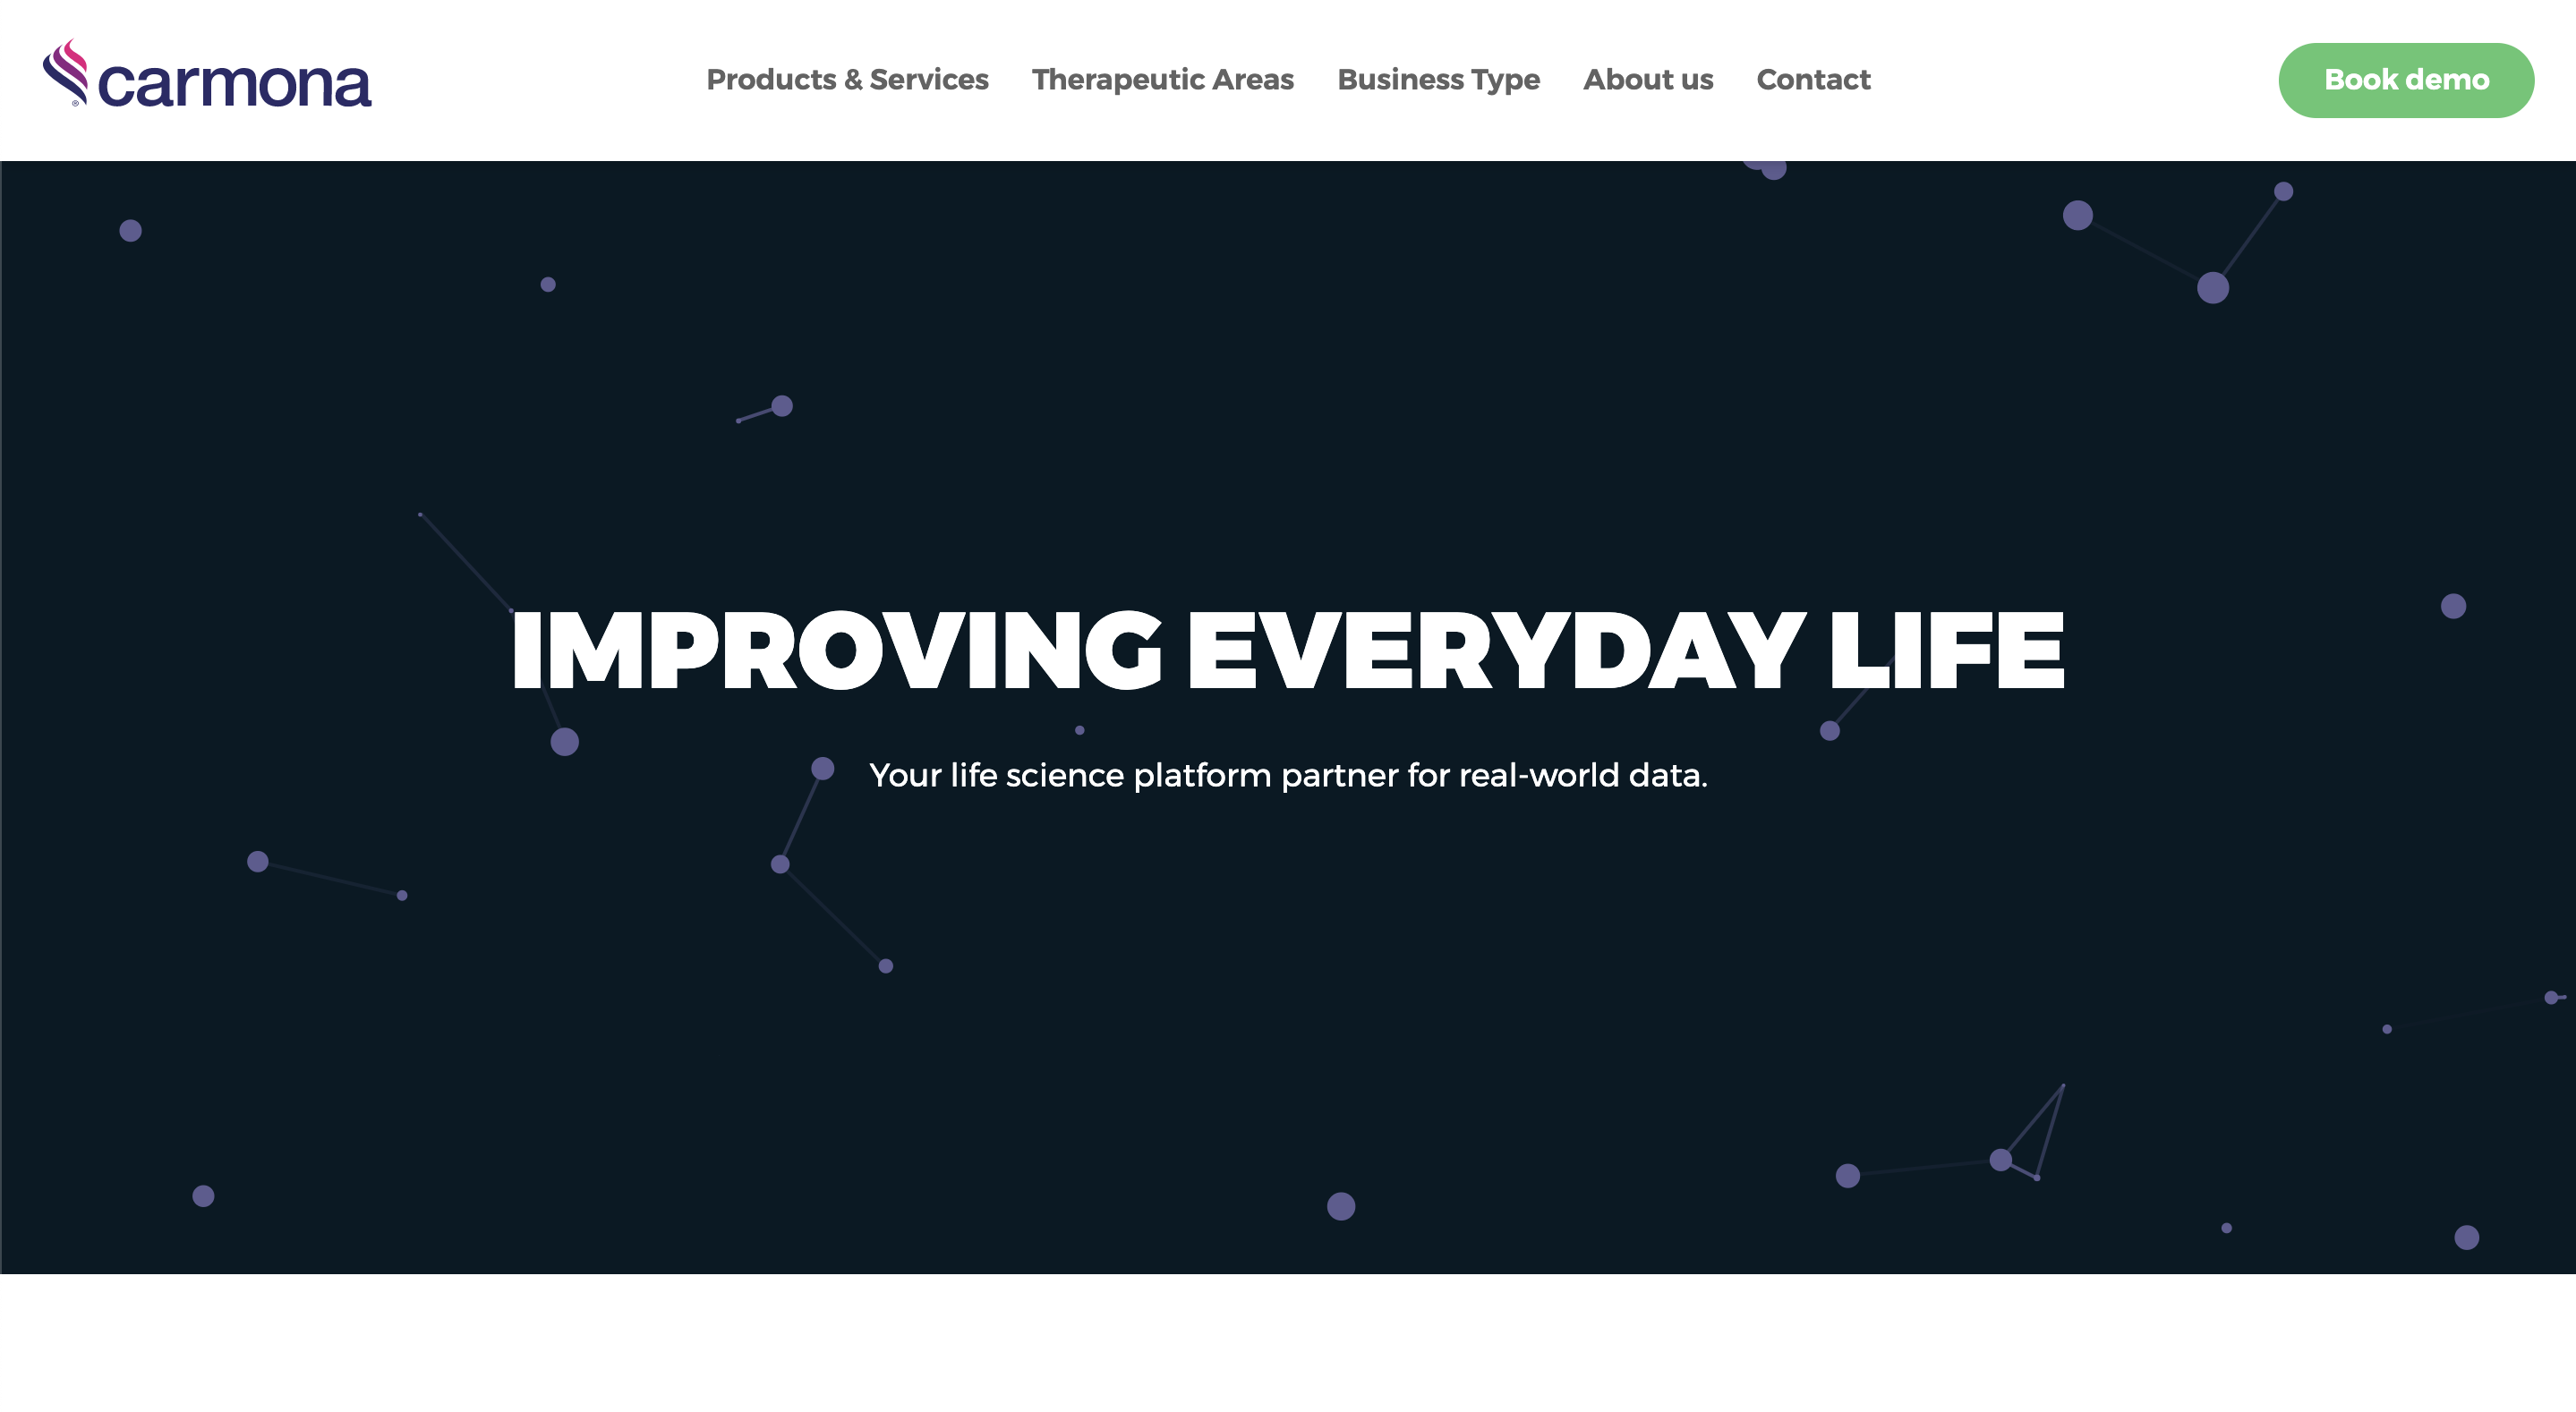 carmona
®
Products & Services
Therapeutic Areas
Business Type
About us
Contact
Book demo
IMPROVING EVERYDAY LIFE
Your life science platform partner for real-world data.